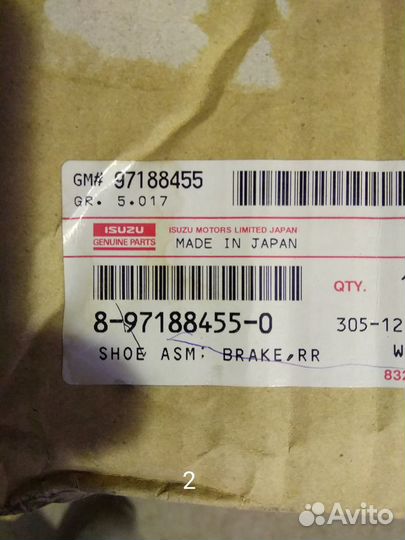 GM# 97188455
GR. 5.017
ISUZU
GENUINE PARTS
ISUZU MOTORS LIMITED JAPAN
MADE IN JAPAN
QTY.
8-97188455-0
305-12
SHOE ASM: BRAKE,RR
W
832
2
Avito